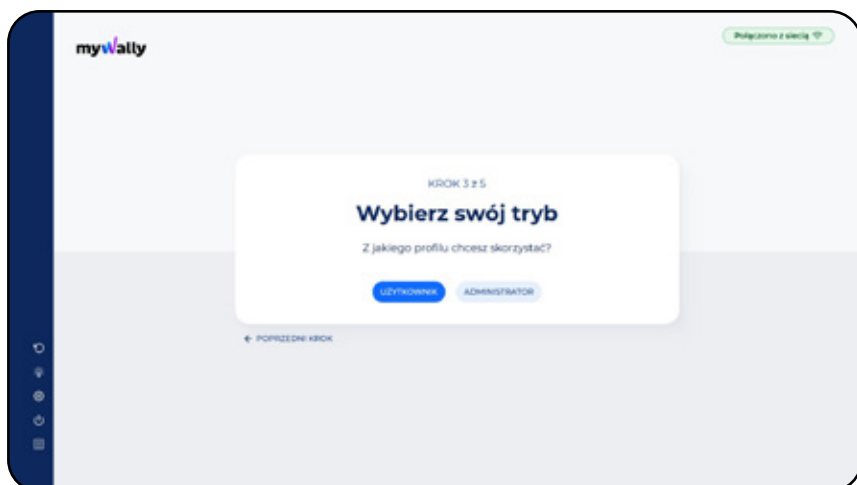 myWally
Połączono z siecią
KROK 3 z 5
Wybierz swój tryb
Z jakiego profilu chcesz skorzystać?
UŻYTKOWNIK
ADMINISTRATOR
← POPRZEDNI KROK